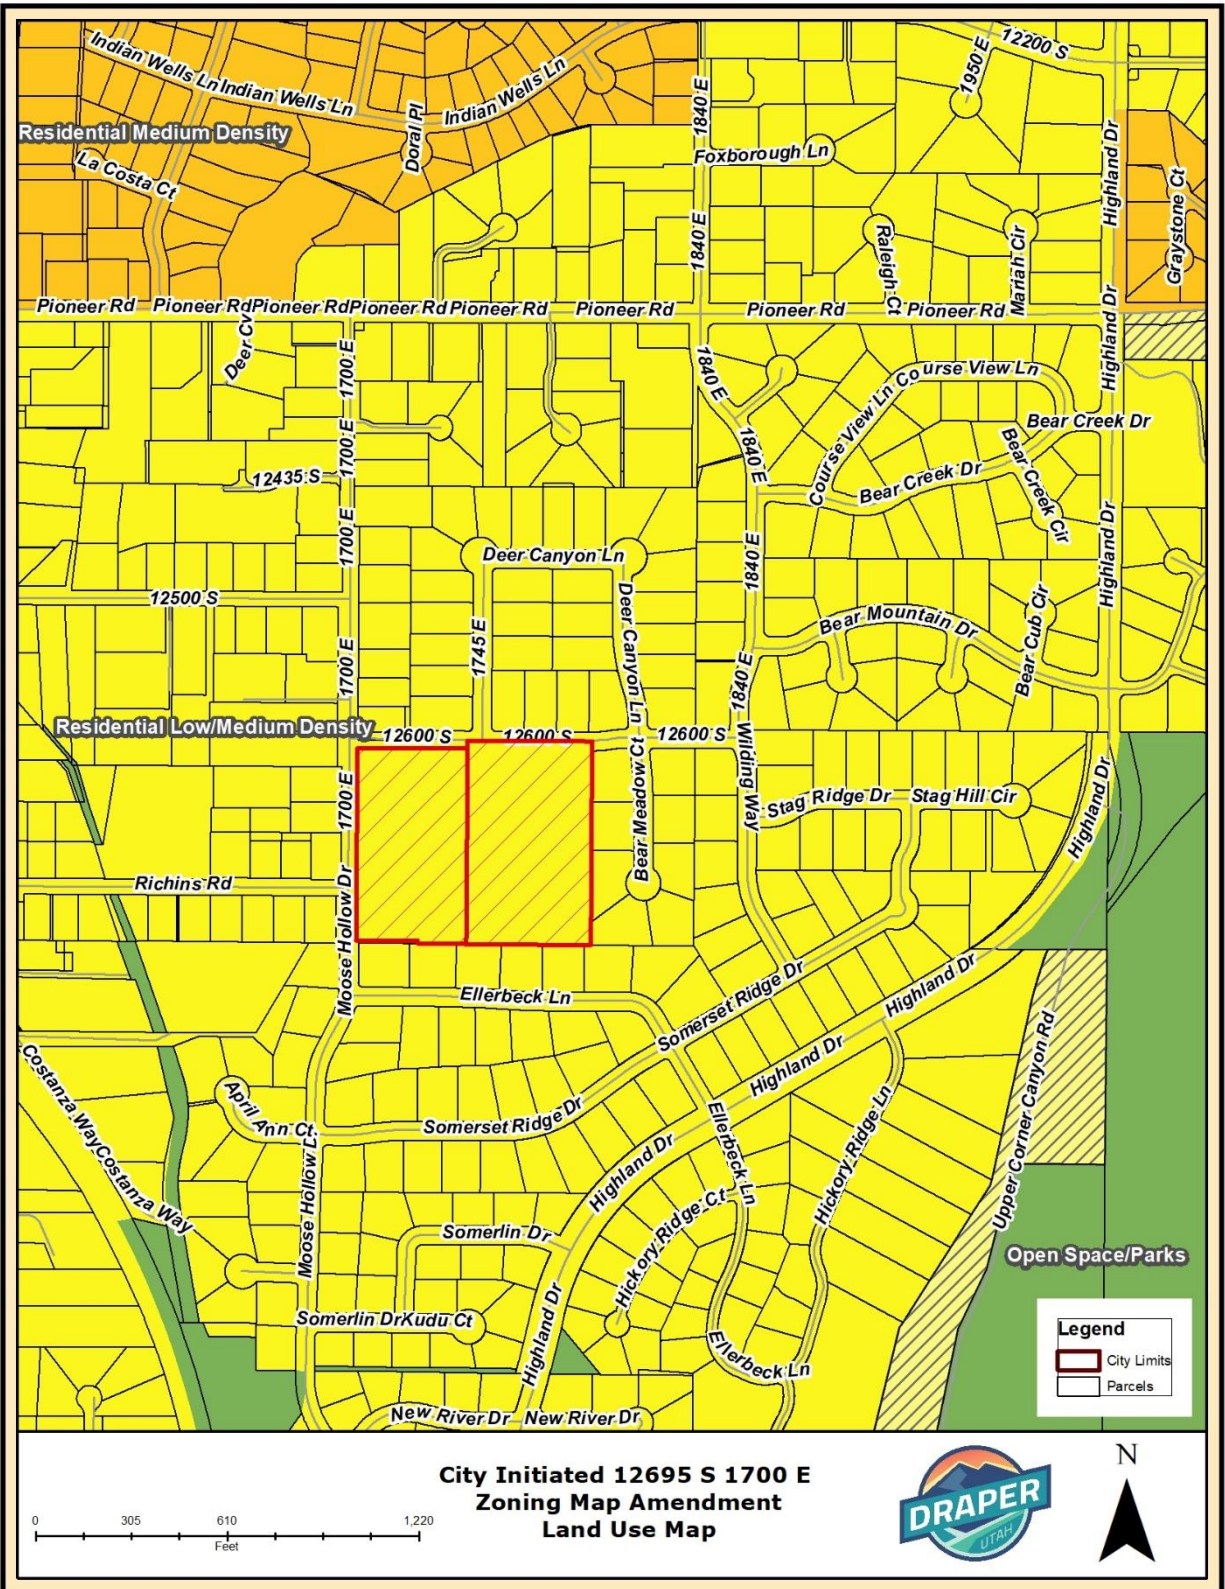 12200 S
1950 E
Indian Wells Ln
Indian Wells Ln
Indian Wells Ln
Doral Pl
1840 E
Residential Medium Density
La Costa Ct
Foxborough Ln
Highland Dr
Graystone Ct
1840 E
Raleigh Ct
Mariah Cir
Pioneer Rd
Pioneer Rd
Pioneer Rd
Pioneer Rd
Pioneer Rd
Pioneer Rd
Pioneer Rd
Pioneer Rd
Deer Cv
1700 E
1840 E
Highland Dr
Course View Ln
Course View Ln
Bear Creek Dr
1700 E
1840 E
Bear Creek Dr
Bear Creek Cir
12435 S
1700 E
Highland Dr
Deer Canyon Ln
1840 E
12500 S
Deer Canyon Ln
1745 E
Bear Mountain Dr
Bear Cub Cir
1700 E
1840 E
Residential Low/Medium Density
12600 S
12600 S
12600 S
1700 E
Wilding Way
Bear Meadow Ct
Stag Ridge Dr
Stag Hill Cir
Highland Dr
Richins Rd
Moose Hollow Dr
Ellerbeck Ln
Somerset Ridge Dr
Highland Dr
Highland Dr
Upper Corner Canyon Rd
Costanza Way
Costanza Way
April Ann Ct
Somerset Ridge Dr
Ellerbeck Ln
Hickory Ridge Ln
Moose Hollow Ln
Highland Dr
Hickory Ridge Ct
Somerlin Dr
Open Space/Parks
Somerlin Dr
Kudu Ct
Highland Dr
Ellerbeck Ln
New River Dr
New River Dr
Legend
City Limits
Parcels
City Initiated 12695 S 1700 E
Zoning Map Amendment
Land Use Map
0 305 610 1,220
Feet
DRAPER
UTAH
N